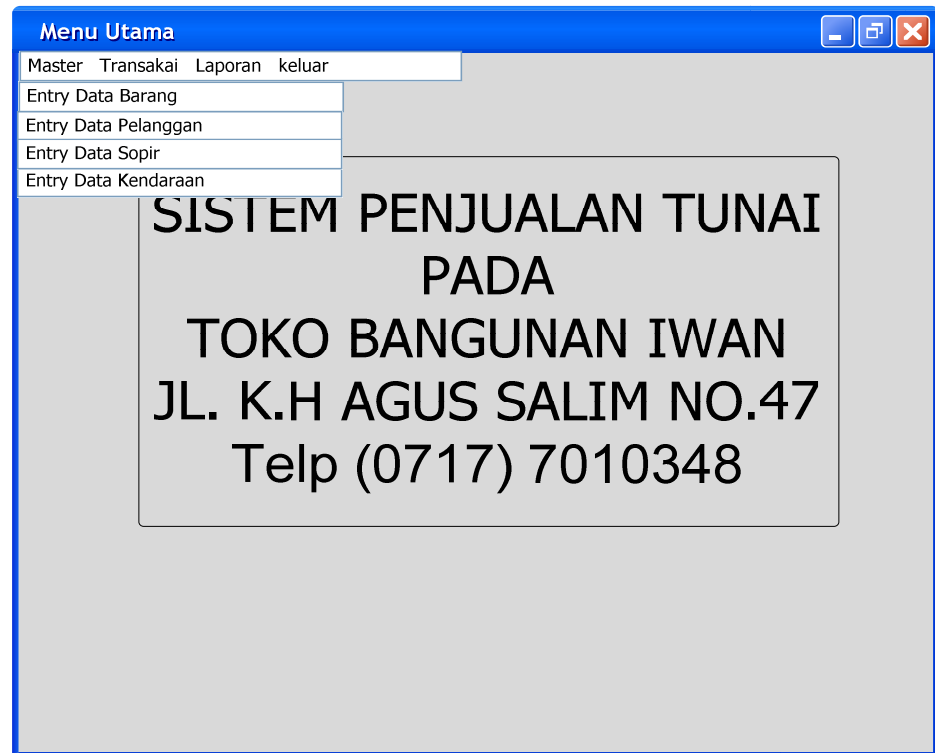 Menu Utama
Master Transakai Laporan keluar
Entry Data Barang
Entry Data Pelanggan
Entry Data Sopir
Entry Data Kendaraan
SISTEM PENJUALAN TUNAI
PADA
TOKO BANGUNAN IWAN
JL. K.H AGUS SALIM NO.47
Telp (0717) 7010348